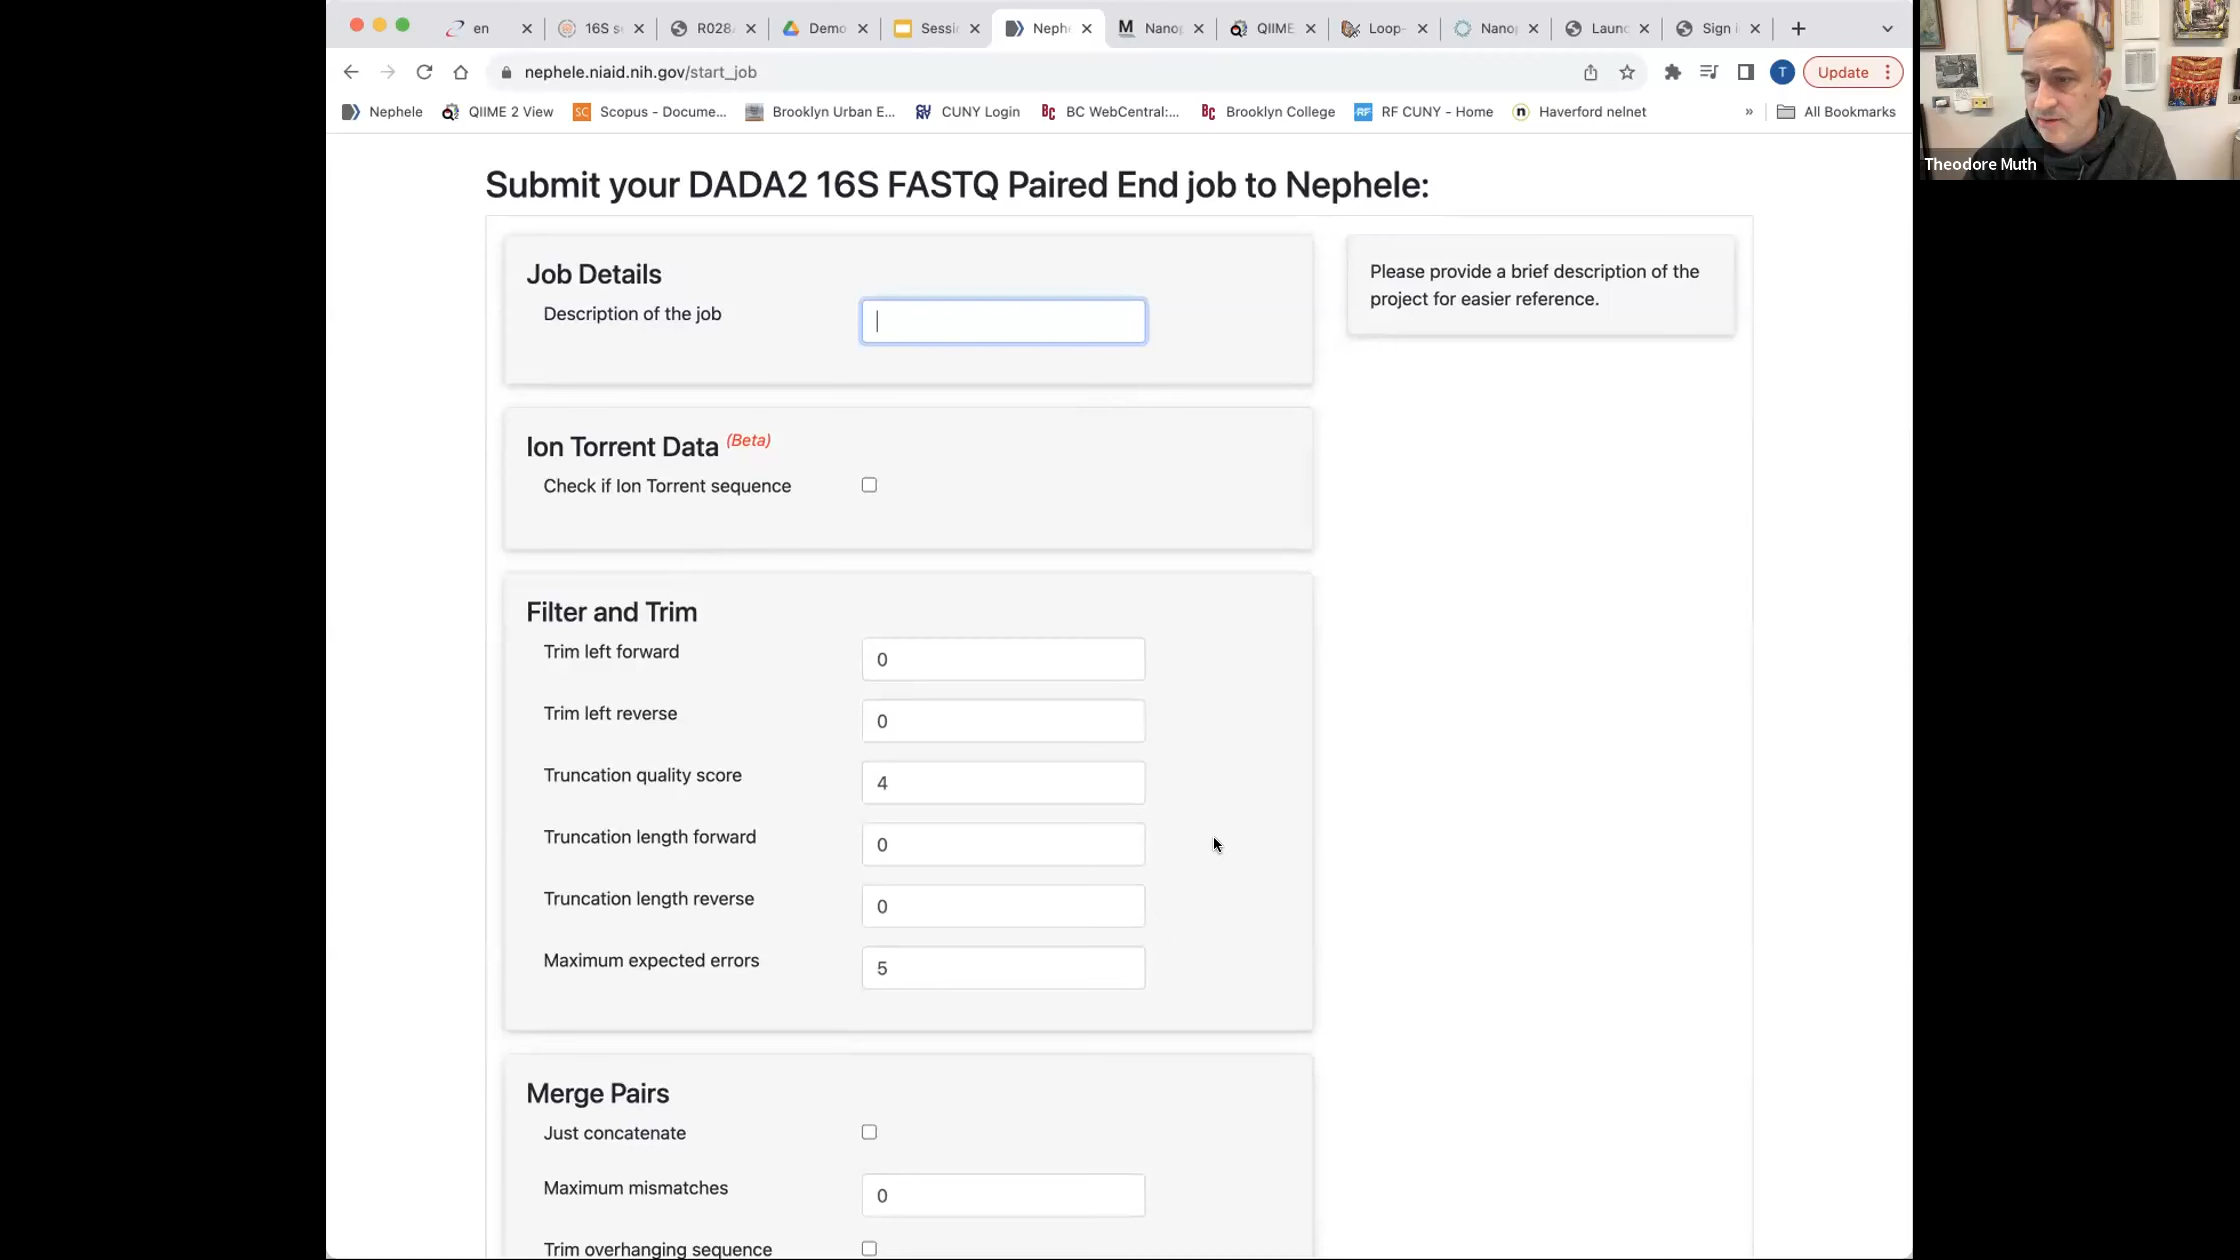 en
16S s
R028
Demo
Sessi
Neph
Nano
QIIME
Loop-
Nano
Launc
Sign i
nephele.niaid.nih.gov/start_job
T
Update
Nephele
QIIME 2 View
SC
Scopus - Docume...
Brooklyn Urban E...
CUNY Login
BC WebCentral:...
Brooklyn College
RF
RF CUNY - Home
n
Haverford nelnet
»
All Bookmarks
Theodore Muth
Submit your DADA2 16S FASTQ Paired End job to Nephele:
Job Details
Description of the job
Please provide a brief description of the
project for easier reference.
Ion Torrent Data (Beta)
Check if Ion Torrent sequence
Filter and Trim
Trim left forward 0
Trim left reverse 0
Truncation quality score 4
Truncation length forward 0
Truncation length reverse 0
Maximum expected errors 5
Merge Pairs
Just concatenate
Maximum mismatches 0
Trim overhanging sequence